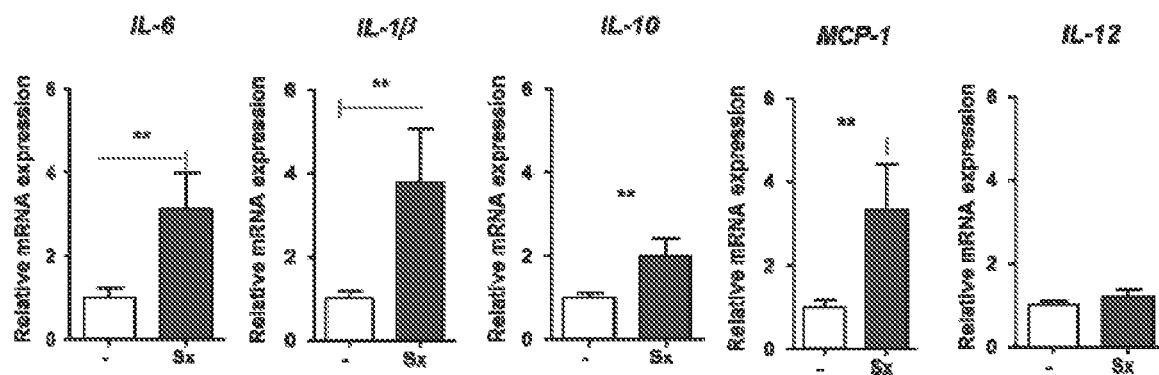 IL-6
Relative mRNA expression
6
4
2
0
**
-
Sx
IL-1β
Relative mRNA expression
6
4
2
0
**
-
Sx
IL-10
Relative mRNA expression
6
4
2
0
**
-
Sx
MCP-1
Relative mRNA expression
6
4
2
0
**
-
Sx
IL-12
Relative mRNA expression
6
4
2
0
-
Sx